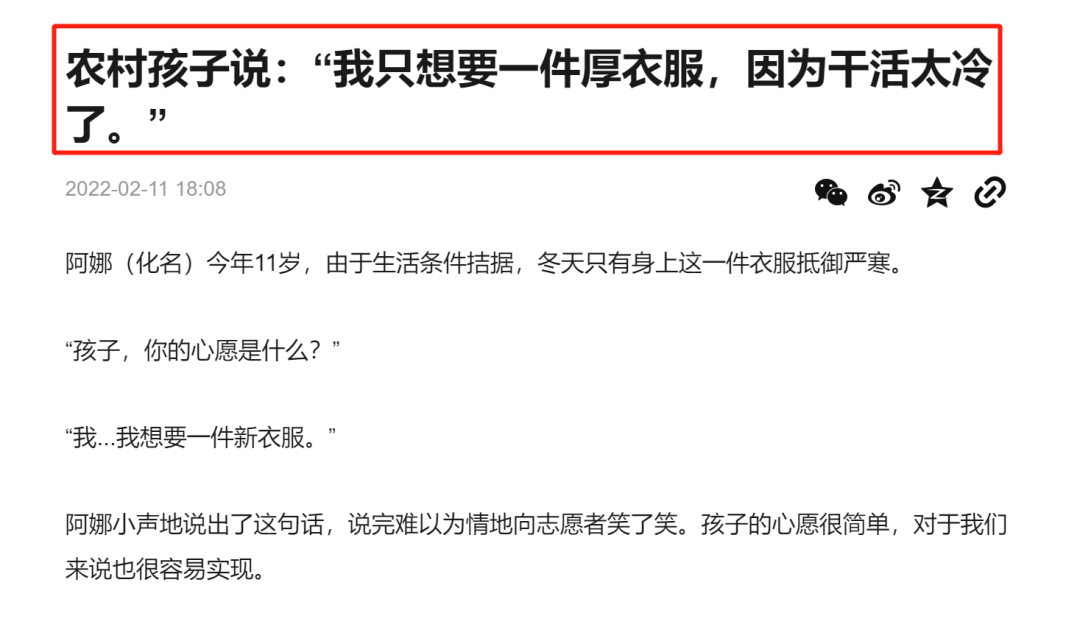 农村孩子说：“我只想要一件厚衣服，因为干活太冷
了。”
2022-02-11 18:08
阿娜（化名）今年11岁，由于生活条件拮据，冬天只有身上这一件衣服抵御严寒。
“孩子，你的心愿是什么？”
“我...我想要一件新衣服。”
阿娜小声地说出了这句话，说完难以为情地向志愿者笑了笑。孩子的心愿很简单，对于我们
来说也很容易实现。